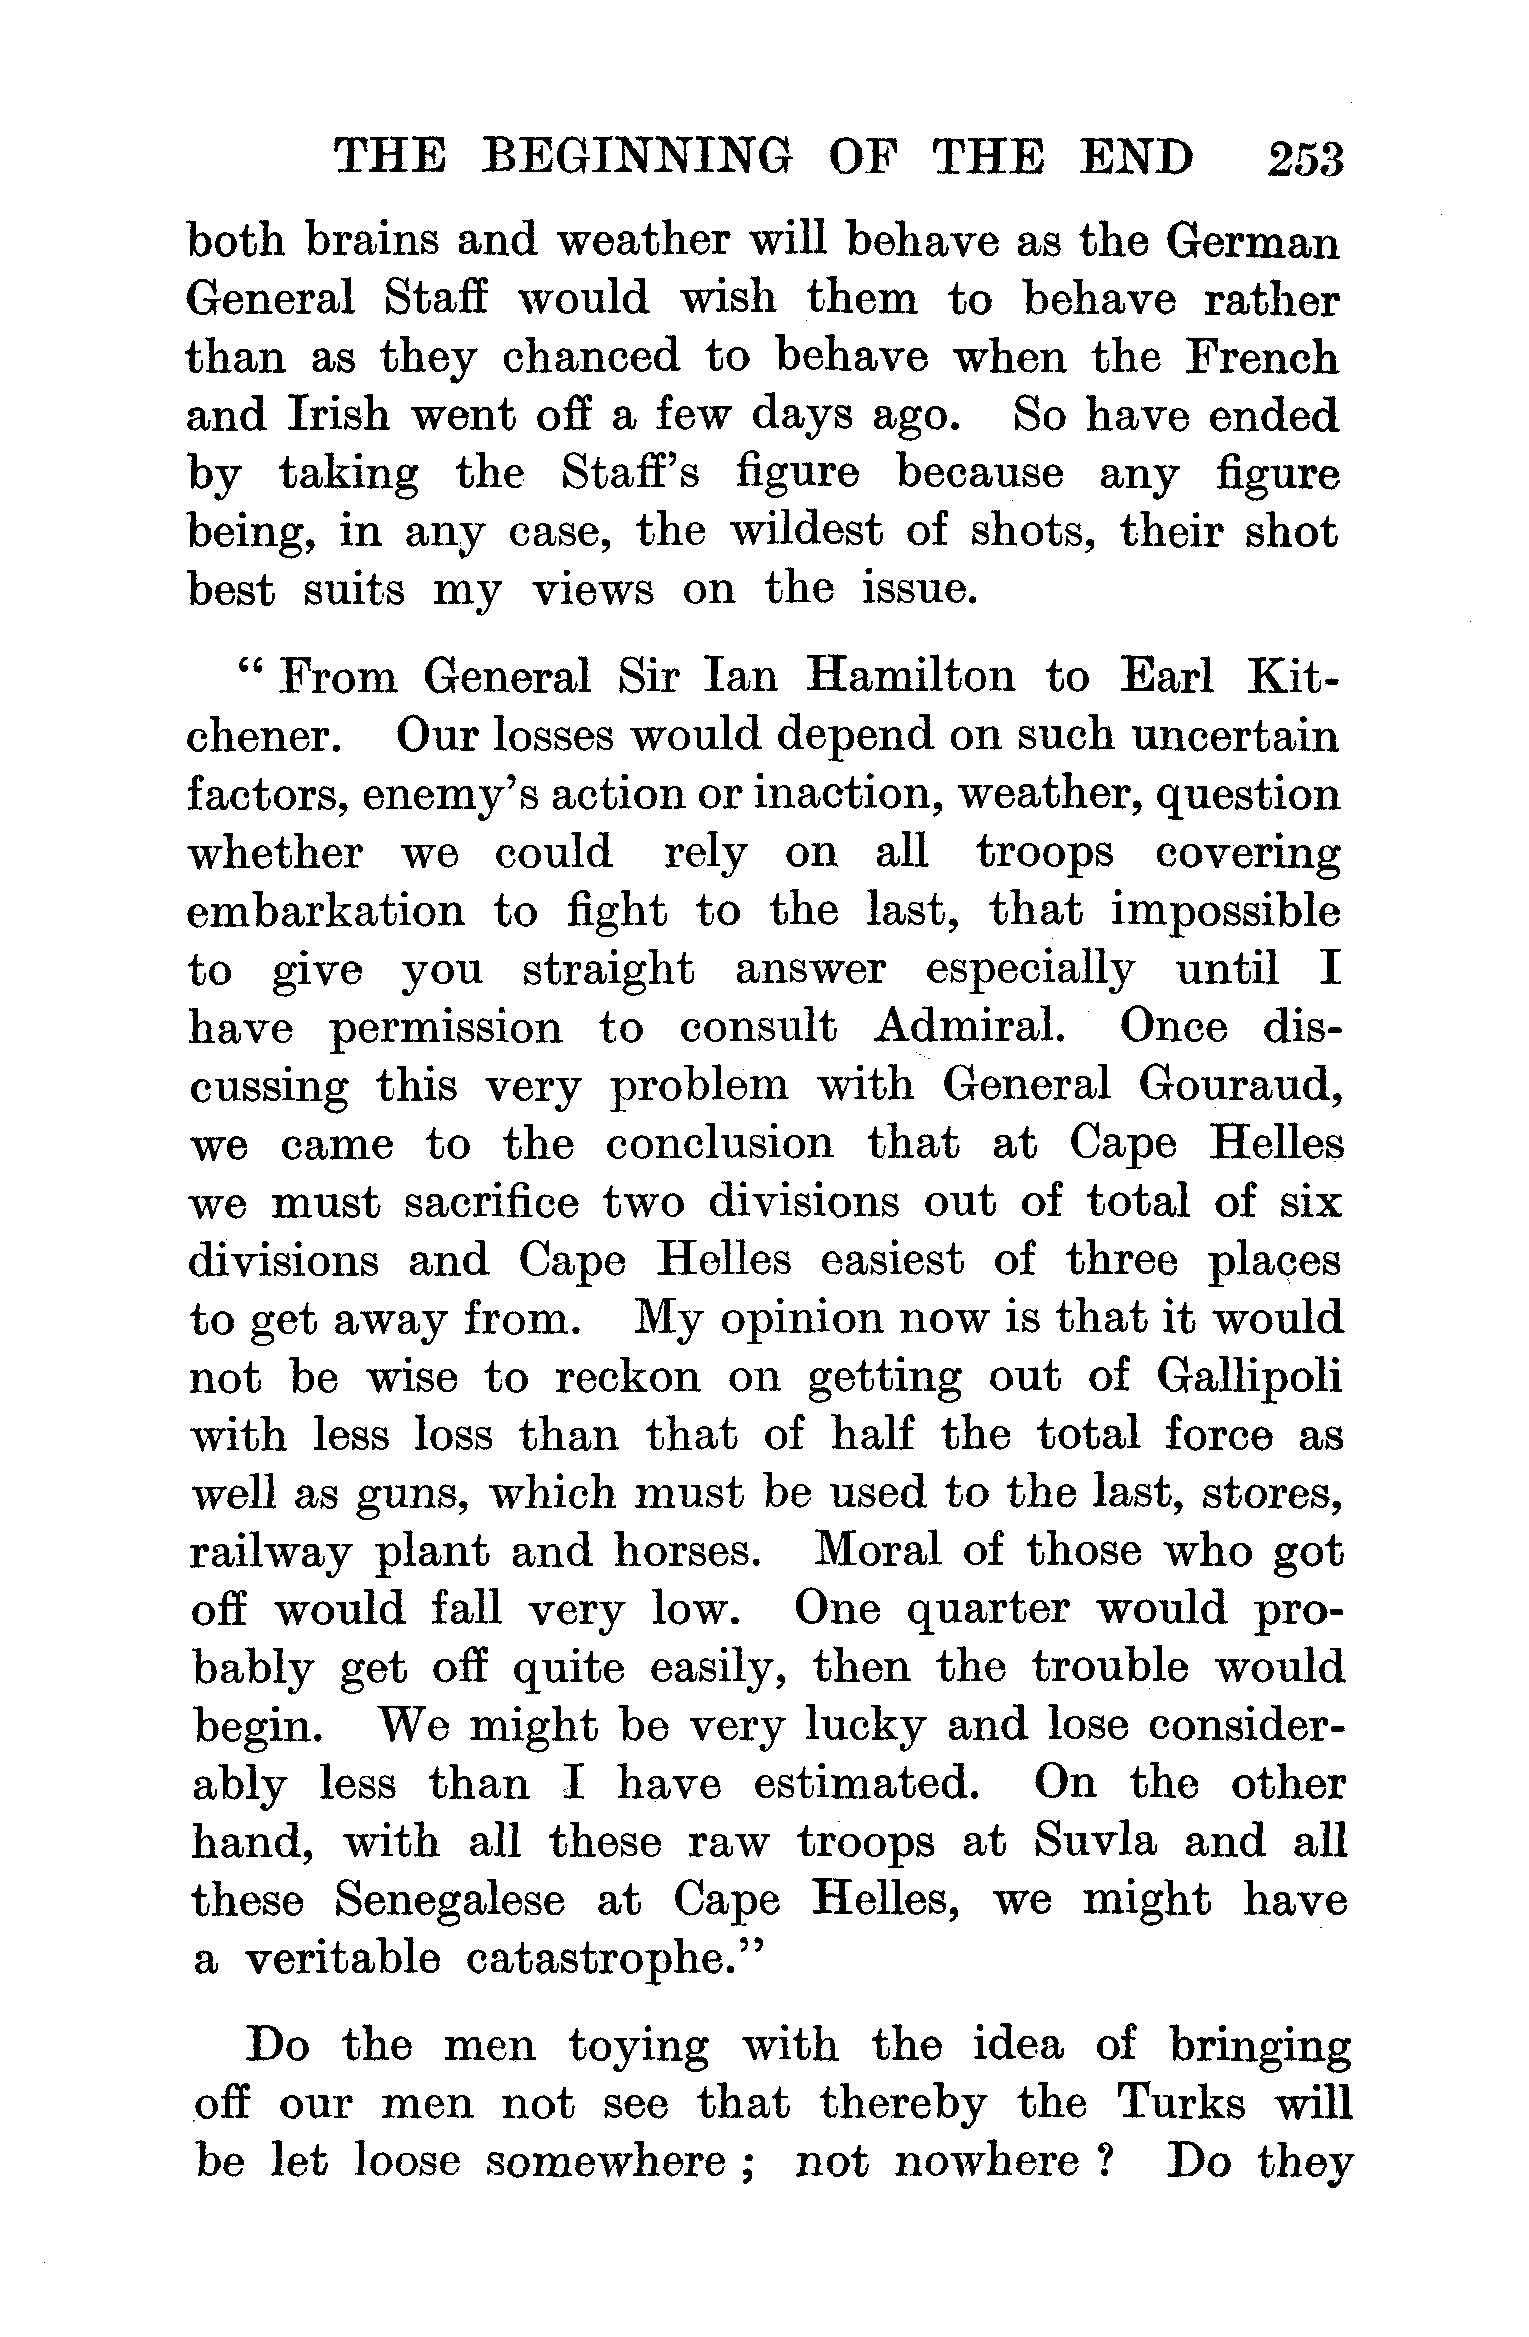 THE BEGINNING OF THE END 253
both brains and weather will behave as the German
General Staff would wish them to behave rather
than as they chanced to behave when the French
and Irish went off a few days ago. So have ended
by taking the Staff's figure because any figure
being, in any case, the wildest of shots, their shot
best suits my views on the issue.
“ From General Sir Ian Hamilton to Earl Kit-
chener. Our losses would depend on such uncertain
factors, enemy's action or inaction, weather, question
whether we could rely on all troops covering
embarkation to fight to the last, that impossible
to give you straight answer especially until I
have permission to consult Admiral. Once dis-
cussing this very problem with General Gouraud,
we came to the conclusion that at Cape Helles
we must sacrifice two divisions out of total of six
divisions and Cape Helles easiest of three places
to get away from. My opinion now is that it would
not be wise to reckon on getting out of Gallipoli
with less loss than that of half the total force as
well as guns, which must be used to the last, stores,
railway plant and horses. Moral of those who got
off would fall very low. One quarter would pro-
bably get off quite easily, then the trouble would
begin. We might be very lucky and lose consider-
ably less than I have estimated. On the other
hand, with all these raw troops at Suvla and all
these Senegalese at Cape Helles, we might have
a veritable catastrophe.”
Do the men toying with the idea of bringing
off our men not see that thereby the Turks will
be let loose somewhere ; not nowhere ? Do they